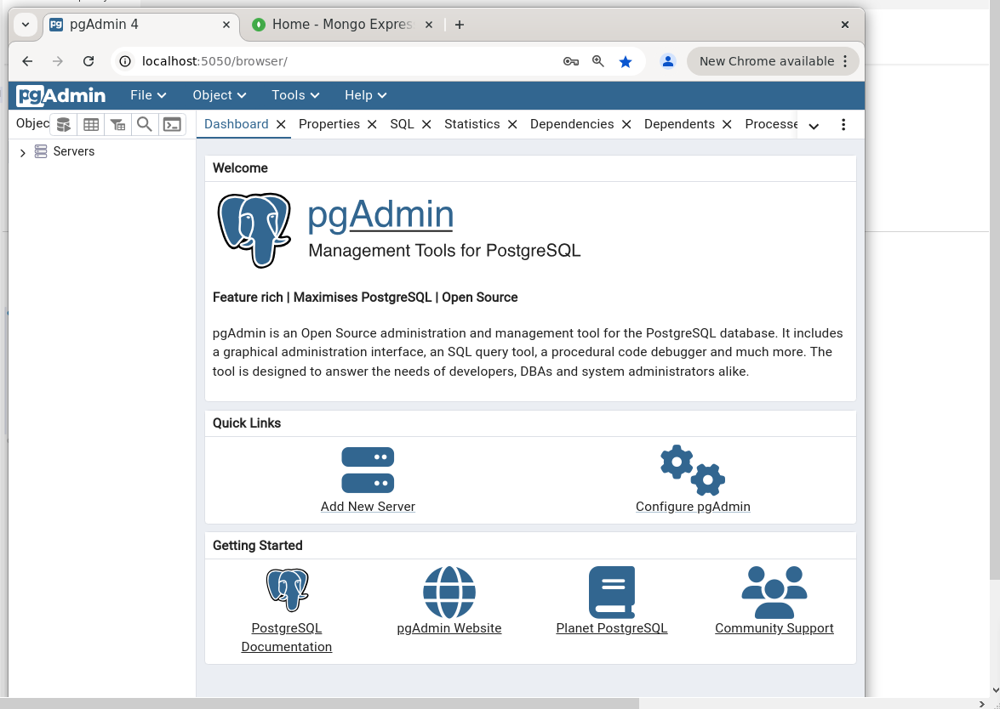 pgAdmin 4
Home - Mongo Expres
localhost:5050/browser/
New Chrome available
pgAdmin
File
Object
Tools
Help
Objec
Dashboard
Properties
SQL
Statistics
Dependencies
Dependents
Processe
Servers
Welcome
pgAdmin
Management Tools for PostgreSQL
Feature rich | Maximises PostgreSQL | Open Source
pgAdmin is an Open Source administration and management tool for the PostgreSQL database. It includes
a graphical administration interface, an SQL query tool, a procedural code debugger and much more. The
tool is designed to answer the needs of developers, DBAs and system administrators alike.
Quick Links
Add New Server
Configure pgAdmin
Getting Started
PostgreSQL
Documentation
pgAdmin Website
Planet PostgreSQL
Community Support